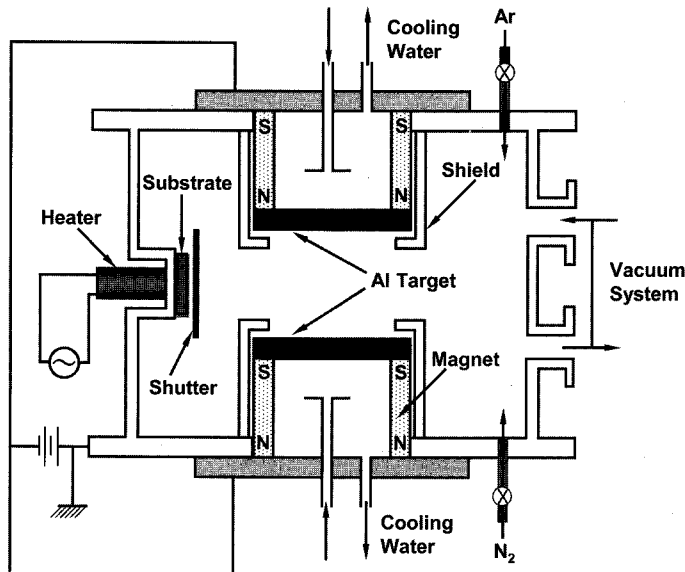 Cooling
Water
Ar
S
S
Substrate
Shield
N
N
Heater
Al Target
Vacuum
System
Shutter
Magnet
S
S
N
N
Cooling
Water
N2